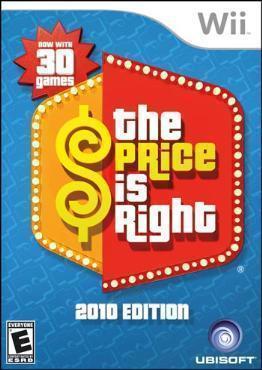 Wii
NOW WITH
30
games
the
PRICE
is
Right
®
2010 EDITION
E
EVERYONE
ESRB
UBISOFT